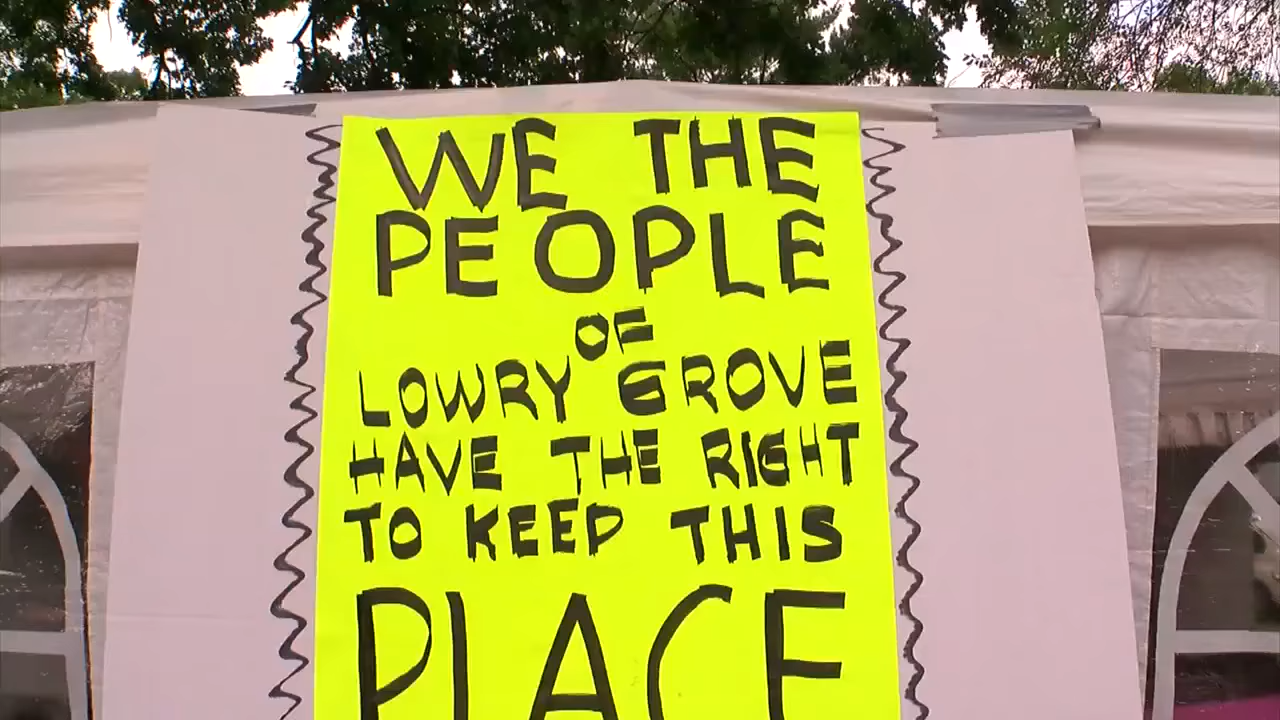 WE THE
PEOPLE
OF
LOWRY GROVE
HAVE THE RIGHT
TO KEEP THIS
PLACE